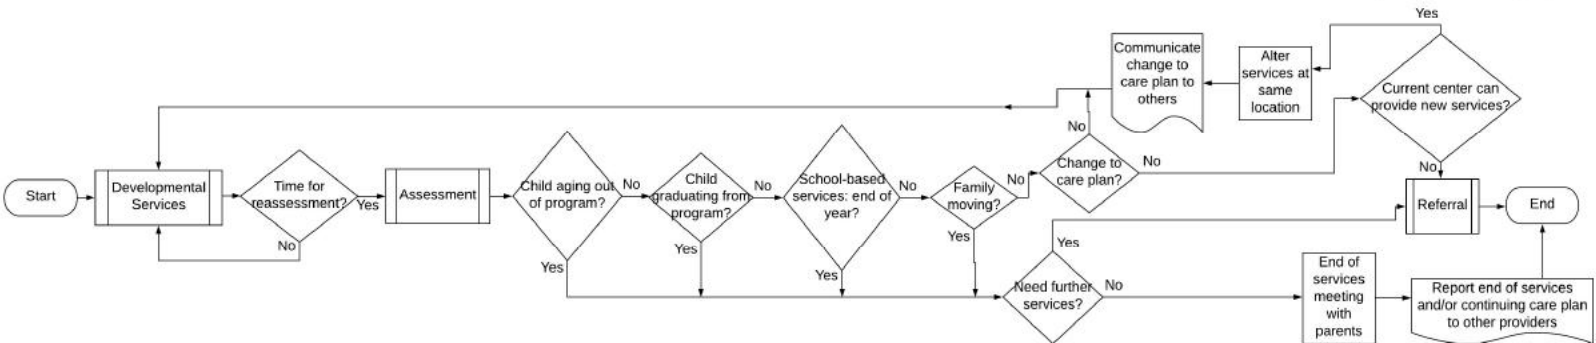 Start
Developmental
Services
Time for
reassessment?
Yes
No
Assessment
Child aging out
of program?
No
Yes
Child
graduating from
program?
No
Yes
School-based
services: end of
year?
No
Yes
Family
moving?
No
Yes
Change to
care plan?
No
No
Communicate
change to
care plan to
others
Alter
services at
same
location
Yes
Current center can
provide new services?
No
Referral
End
Need further
services?
Yes
No
End of
services
meeting
with
parents
Report end of services
and/or continuing care plan
to other providers